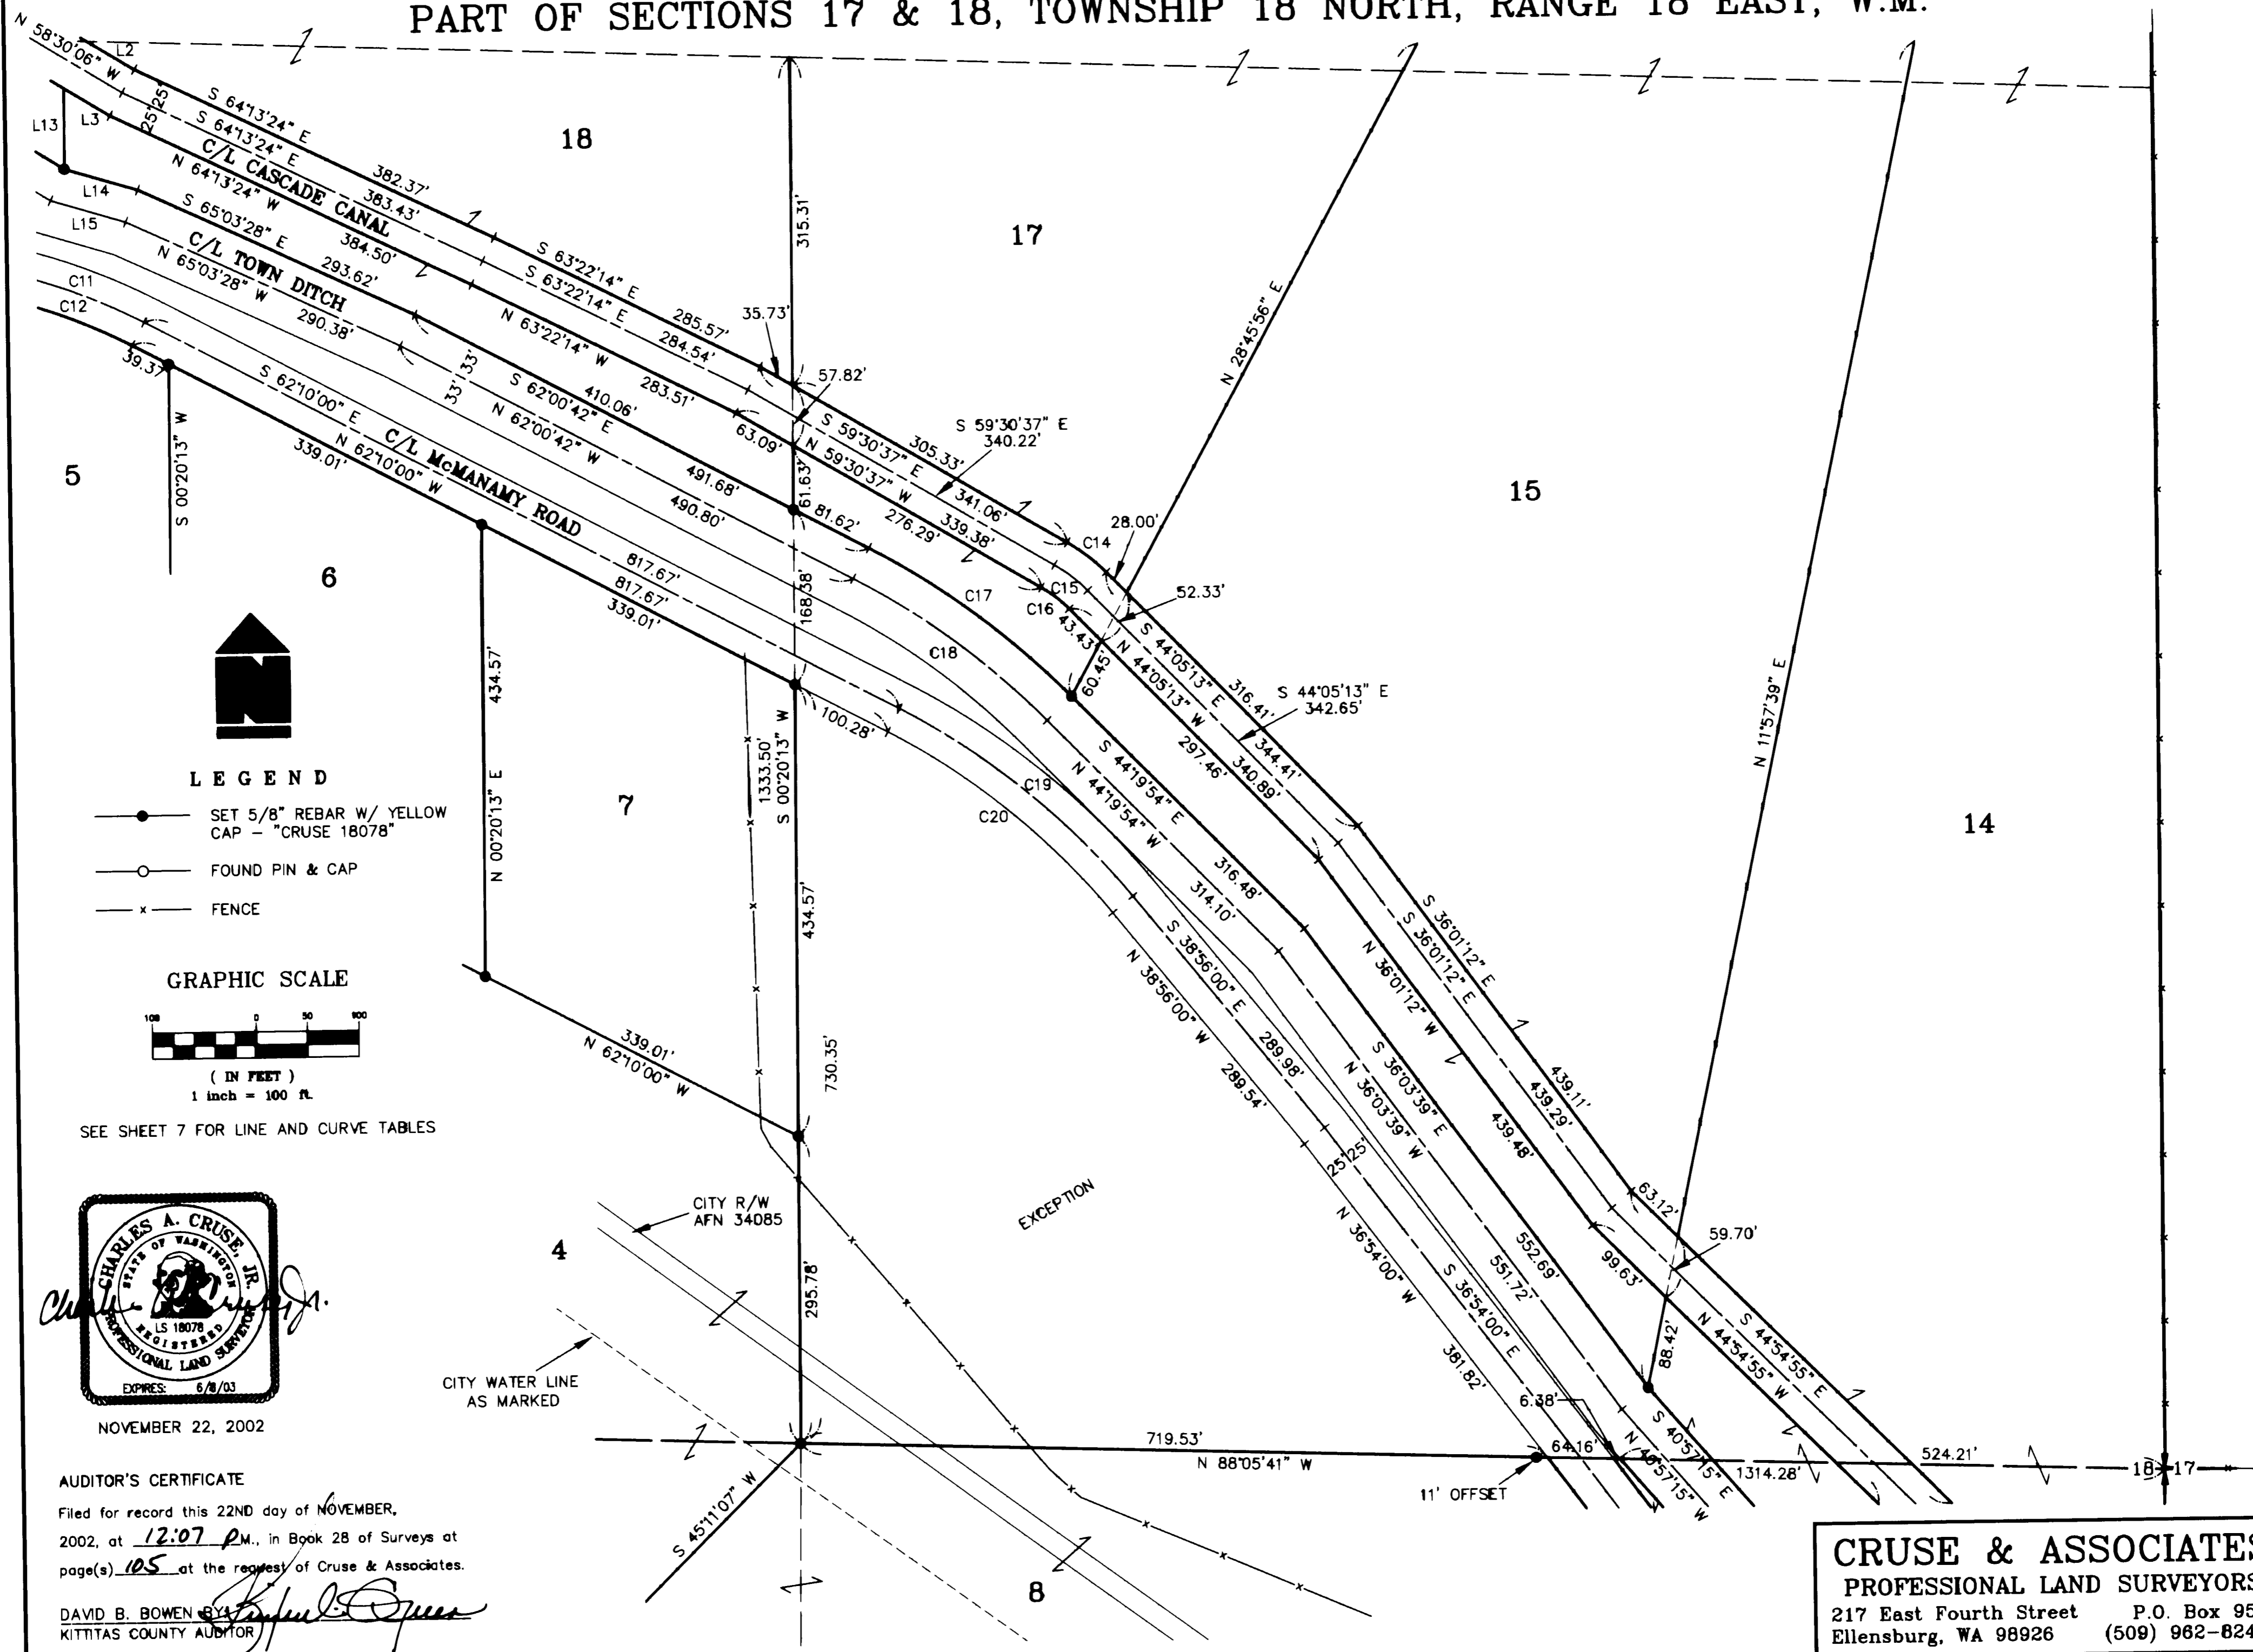 PART OF SECTIONS 17 & 18, TOWNSHIP 18 NORTH, RANGE 18 EAST, W.M.
N 58°30'06" W
L2
L13
L3
25' 25'
S 64°13'24" E
382.37'
S 64°13'24" E
383.43'
C/L CASCADE CANAL
N 64°13'24" W
384.50'
L14
S 65°03'28" E
293.62'
L15
C/L TOWN DITCH
N 65°03'28" W
290.38'
C11
C12
39.37'
18
17
315.31'
S 63°22'14" E
285.57'
S 63°22'14" E
284.54'
N 63°22'14" W
283.51'
35.73'
57.82'
63.09'
33' 33'
S 62°00'42" E
410.06'
491.68'
81.62'
N 62°00'42" W
490.80'
61.63'
168.38'
S 62°10'00" E
C/L McMANAMY ROAD
817.67'
817.67'
339.01'
N 62°10'00" W
339.01'
S 00°20'13" W
5
6
S 59°30'37" E
305.33'
S 59°30'37" E
340.22'
341.06'
N 59°30'37" W
276.29'
339.38'
N 28°45'56" E
15
C14
28.00'
C15
C16
52.33'
43.43'
60.45'
C17
C18
S 44°05'13" E
316.41'
344.41'
S 44°05'13" E
342.65'
N 44°05'13" W
297.46'
340.89'
N 11°57'39" E
14
434.57'
N 00°20'13" E
7
1333.50'
S 00°20'13" W
100.28'
C19
C20
434.57'
730.35'
S 44°19'54" E
316.48'
N 44°19'54" W
314.10'
LEGEND
SET 5/8" REBAR W/ YELLOW
CAP - "CRUSE 18078"
FOUND PIN & CAP
x FENCE
GRAPHIC SCALE
100 0 50 100
( IN FEET )
1 inch = 100 ft.
SEE SHEET 7 FOR LINE AND CURVE TABLES
339.01'
N 62°10'00" W
S 38°56'00" E
289.98'
N 38°56'00" W
289.54'
S 36°01'12" E
439.11'
S 36°01'12" E
439.29'
N 36°01'12" W
439.48'
S 36°03'39" E
552.69'
N 36°03'39" W
551.72'
25' 25'
N 36°54'00" W
381.82'
S 36°54'00" E
63.12'
59.70'
99.63'
88.42'
S 44°54'55" E
N 44°54'55" W
EXCEPTION
CITY R/W
AFN 34085
4
295.78'
CITY WATER LINE
AS MARKED
719.53'
N 88°05'41" W
S 45°11'07" W
8
6.38'
64.16'
11' OFFSET
S 40°57'15" E
N 40°57'15" W
1314.28'
524.21'
18 17
CHARLES A. CRUSE, JR.
STATE OF WASHINGTON
LS 18078
REGISTERED
PROFESSIONAL LAND SURVEYOR
EXPIRES: 6/8/03
NOVEMBER 22, 2002
AUDITOR'S CERTIFICATE
Filed for record this 22ND day of NOVEMBER,
2002, at 12:07 P.M., in Book 28 of Surveys at
page(s) 105 at the request of Cruse & Associates.
DAVID B. BOWEN BY:
KITTITAS COUNTY AUDITOR
CRUSE & ASSOCIATES
PROFESSIONAL LAND SURVEYORS
217 East Fourth Street P.O. Box 95
Ellensburg, WA 98926 (509) 962-824